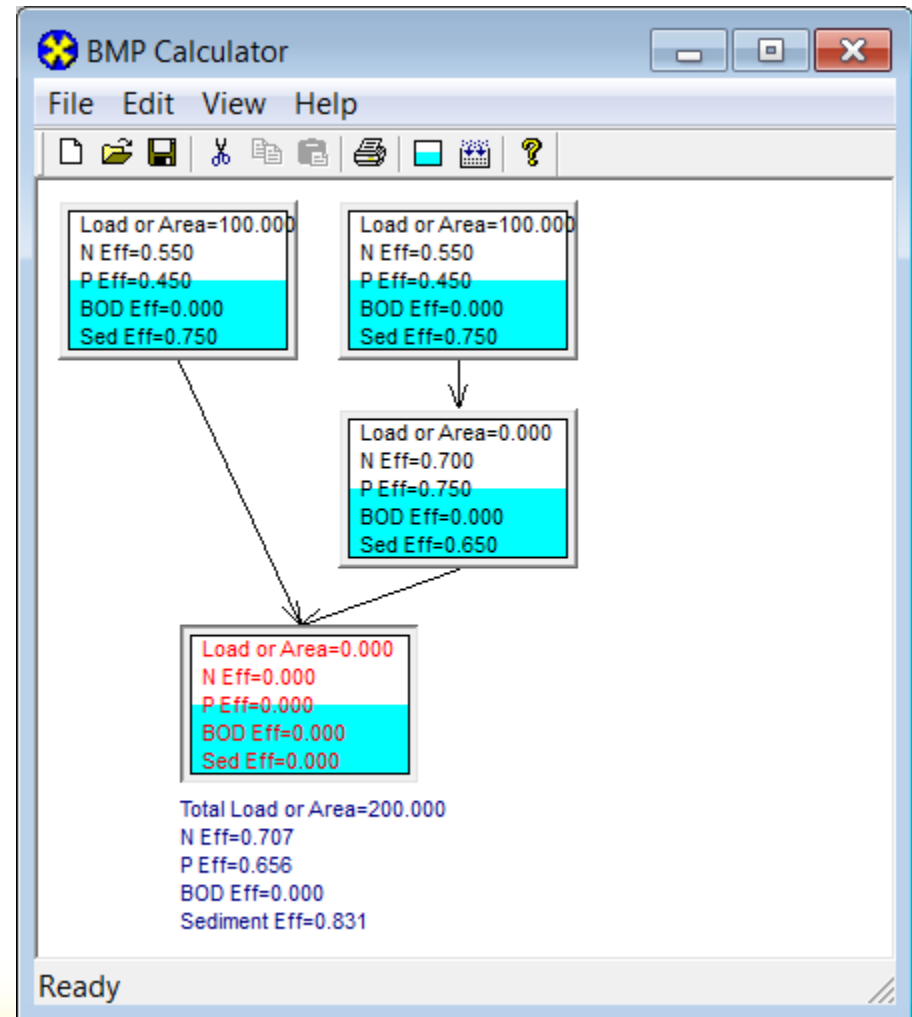 BMP Calculator
File Edit View Help
Load or Area=100.000
N Eff=0.550
P Eff=0.450
BOD Eff=0.000
Sed Eff=0.750
Load or Area=100.000
N Eff=0.550
P Eff=0.450
BOD Eff=0.000
Sed Eff=0.750
Load or Area=0.000
N Eff=0.700
P Eff=0.750
BOD Eff=0.000
Sed Eff=0.650
Load or Area=0.000
N Eff=0.000
P Eff=0.000
BOD Eff=0.000
Sed Eff=0.000
Total Load or Area=200.000
N Eff=0.707
P Eff=0.656
BOD Eff=0.000
Sediment Eff=0.831
Ready